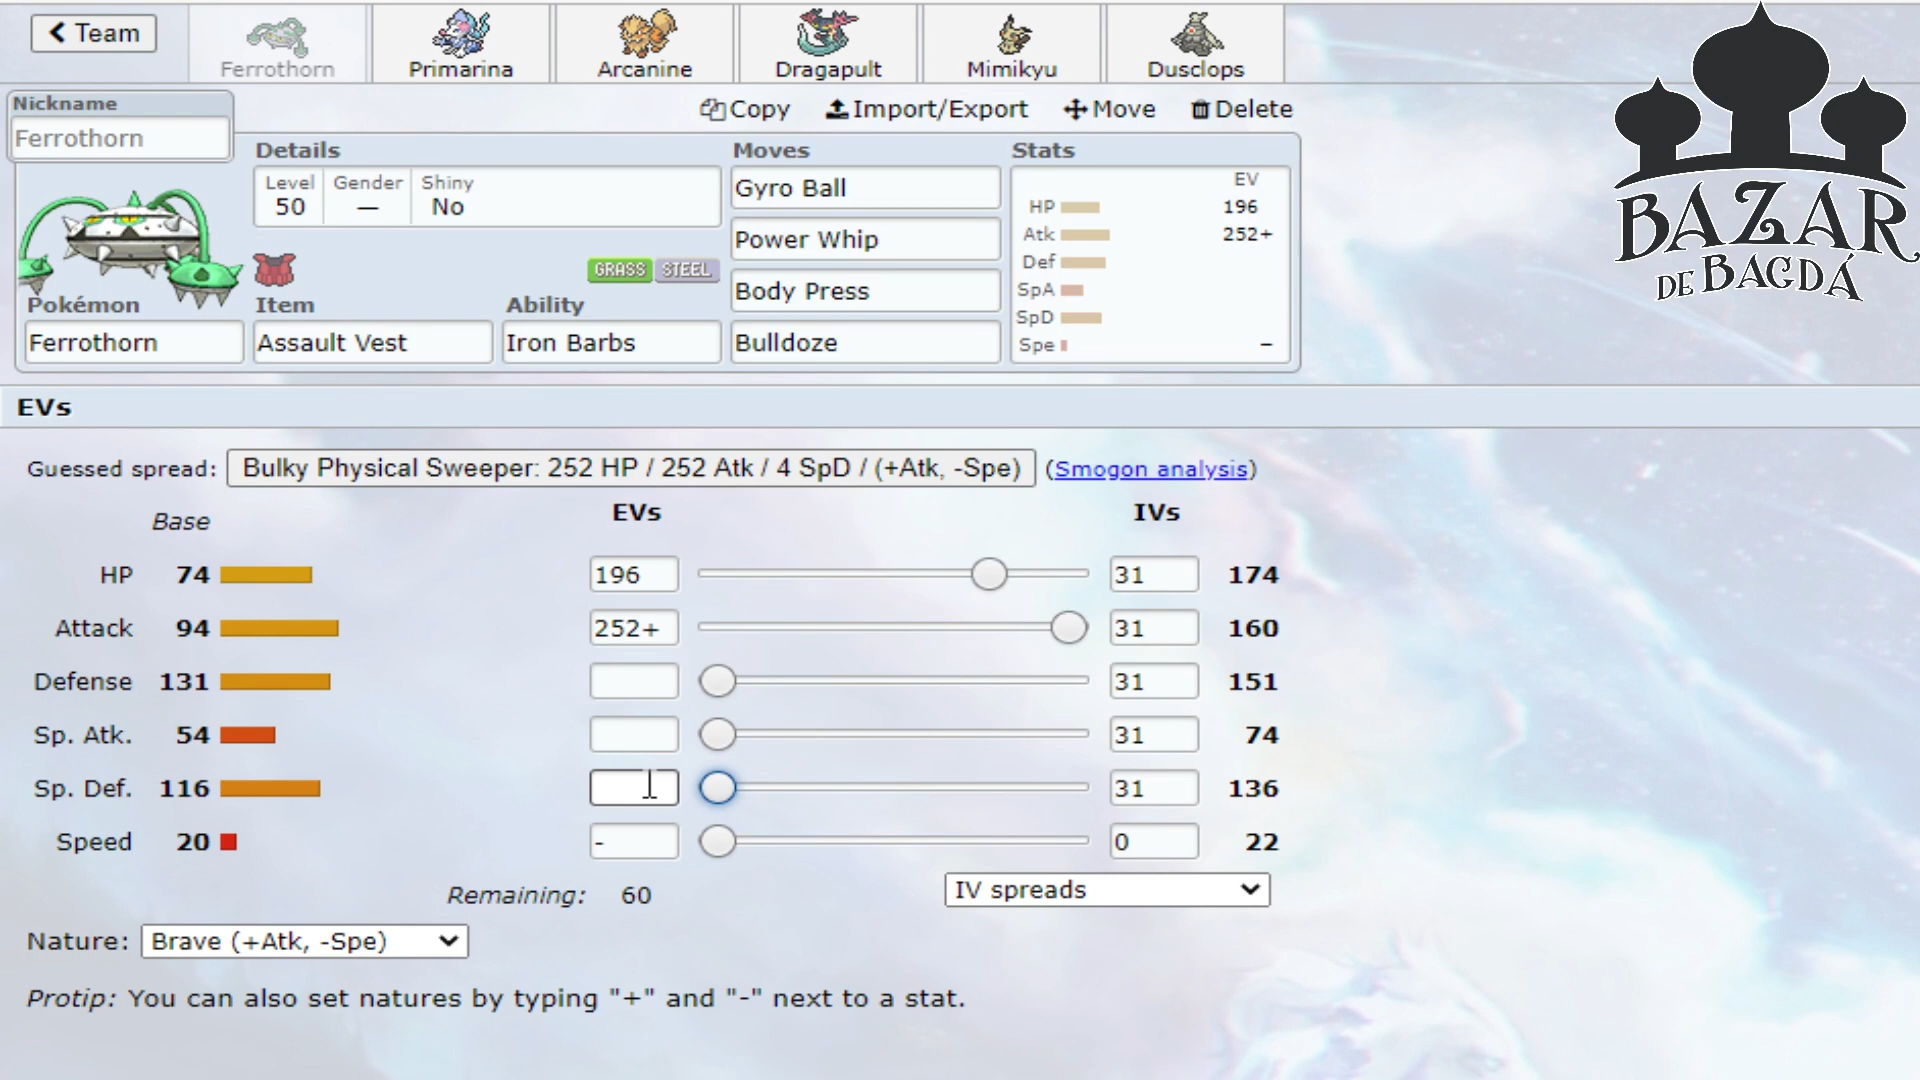 Team
Ferrothorn
Primarina
Arcanine
Dragapult
Mimikyu
Dusclops
Copy
Import/Export
Move
Delete
Nickname
Ferrothorn
Details
Level
Gender
Shiny
50
—
No
GRASS
STEEL
Pokémon
Item
Ability
Ferrothorn
Assault Vest
Iron Barbs
Moves
Gyro Ball
Power Whip
Body Press
Bulldoze
Stats
EV
HP 196
Atk 252+
Def
SpA
SpD
Spe −
BAZAR
DE BAGDÁ
EVs
Guessed spread: Bulky Physical Sweeper: 252 HP / 252 Atk / 4 SpD / (+Atk, -Spe) (Smogon analysis)
Base EVs IVs
HP 74 196 31 174
Attack 94 252+ 31 160
Defense 131 31 151
Sp. Atk. 54 31 74
Sp. Def. 116 31 136
Speed 20 - 0 22
Remaining: 60
IV spreads
Nature: Brave (+Atk, -Spe)
Protip: You can also set natures by typing "+" and "-" next to a stat.